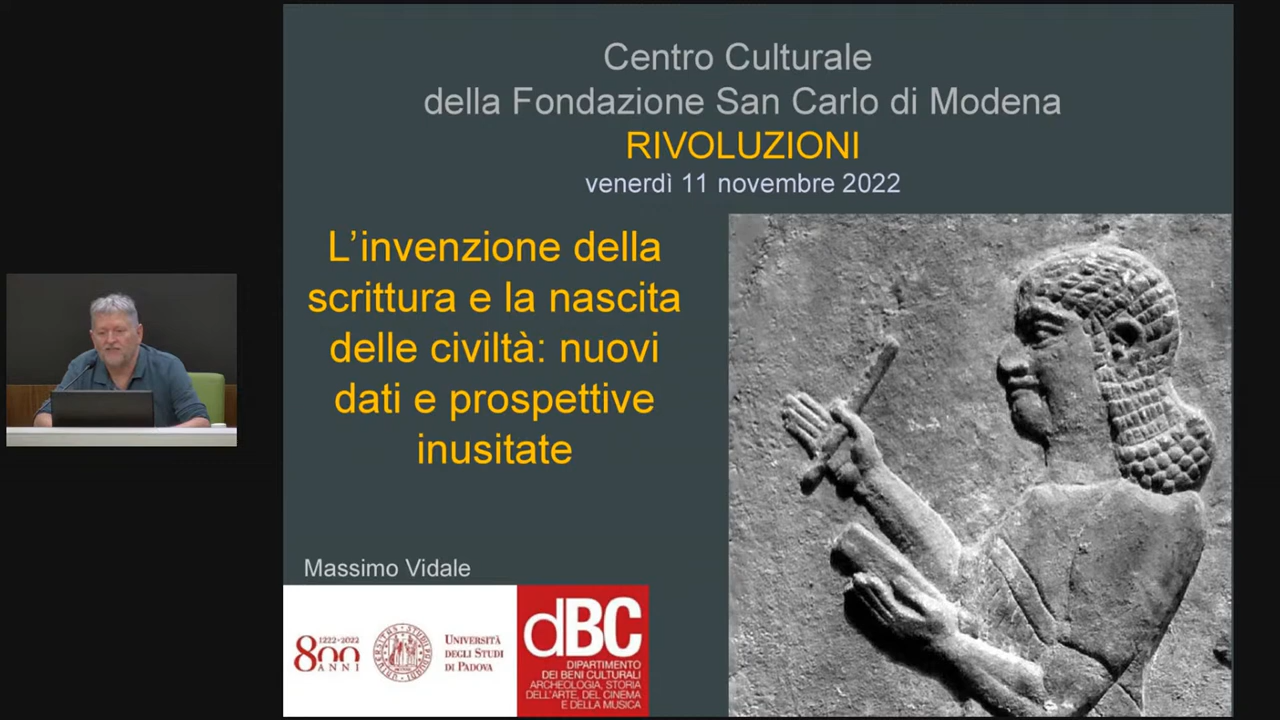 Centro Culturale
della Fondazione San Carlo di Modena
RIVOLUZIONI
venerdì 11 novembre 2022
L’invenzione della
scrittura e la nascita
delle civiltà: nuovi
dati e prospettive
inusitate
Massimo Vidale
1222-2022
800
ANNI
UNIVERSITÀ
DEGLI STUDI
DI PADOVA
dBC
DIPARTIMENTO
DEI BENI CULTURALI
ARCHEOLOGIA, STORIA
DELL'ARTE, DEL CINEMA
E DELLA MUSICA